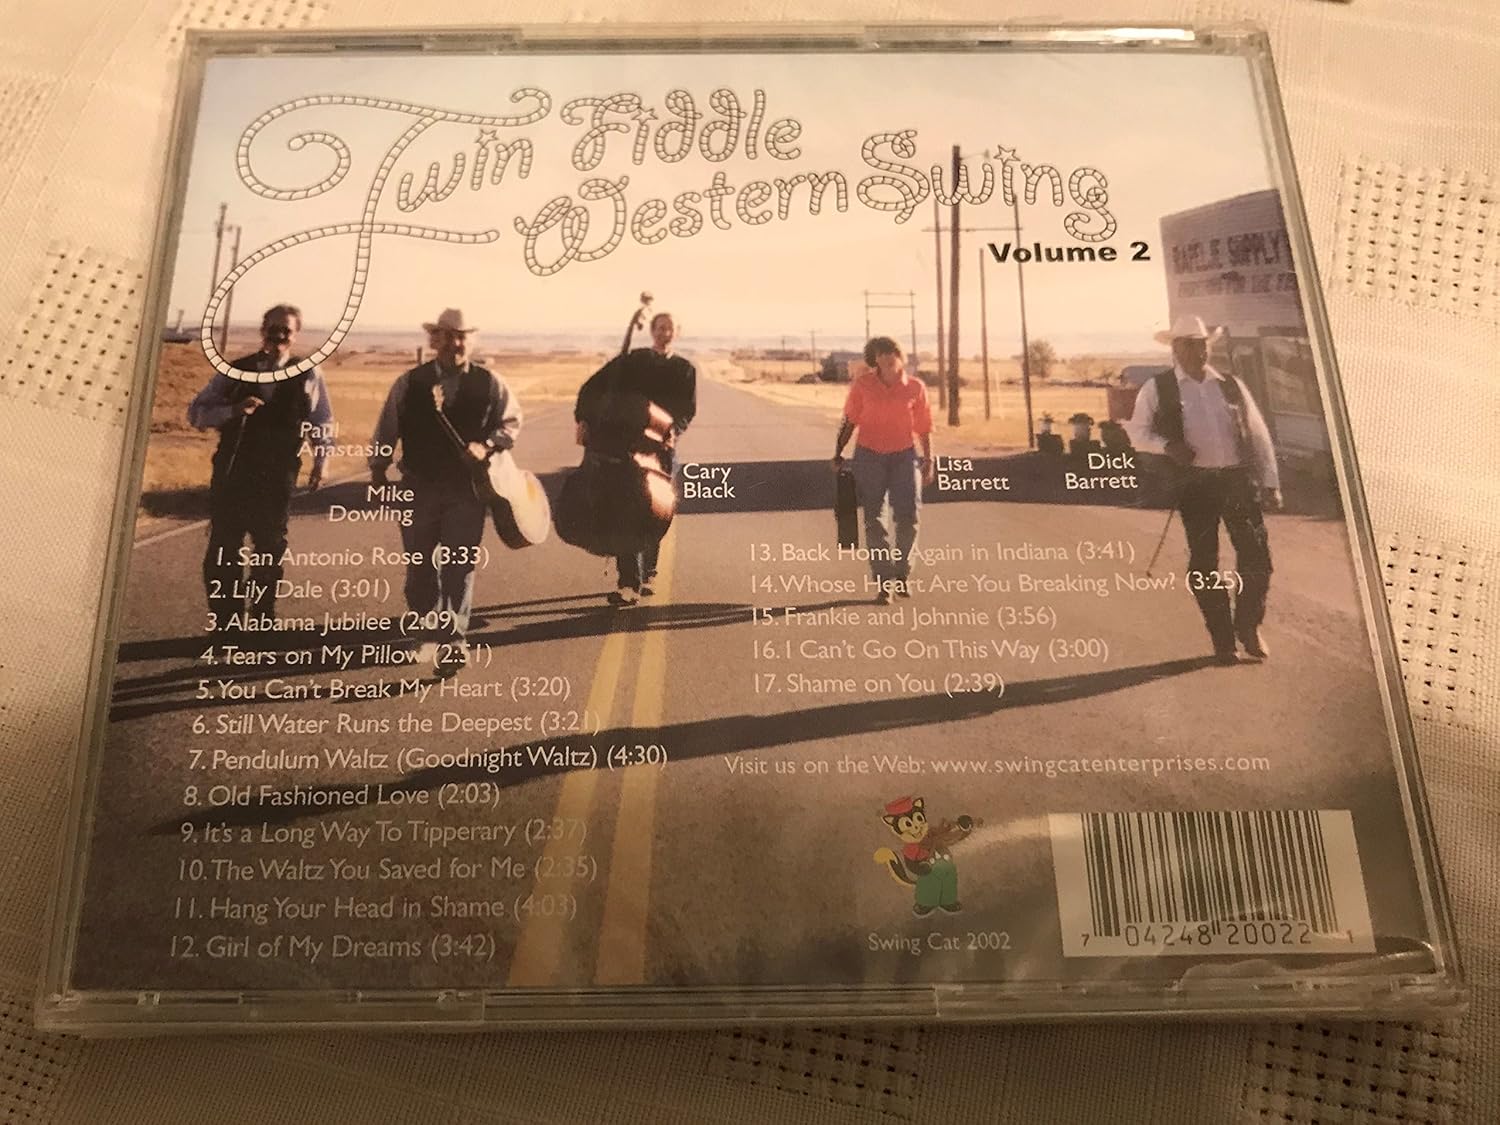 Twin Fiddle
Western Swing
Volume 2
Paul
Anastasio
Mike
Dowling
Cary
Black
Lisa
Barrett
Dick
Barrett
1. San Antonio Rose (3:33)
2. Lily Dale (3:01)
3. Alabama Jubilee (2:09)
4. Tears on My Pillow (2:51)
5. You Can't Break My Heart (3:20)
6. Still Water Runs the Deepest (3:21)
7. Pendulum Waltz (Goodnight Waltz) (4:30)
8. Old Fashioned Love (2:03)
9. It's a Long Way To Tipperary (2:37)
10. The Waltz You Saved for Me (2:35)
11. Hang Your Head in Shame (4:03)
12. Girl of My Dreams (3:42)
13. Back Home Again in Indiana (3:41)
14. Whose Heart Are You Breaking Now? (3:25)
15. Frankie and Johnnie (3:56)
16. I Can't Go On This Way (3:00)
17. Shame on You (2:39)
Visit us on the Web: www.swingcatenterprises.com
Swing Cat 2002
7 04248 20022 1
SUPPLY